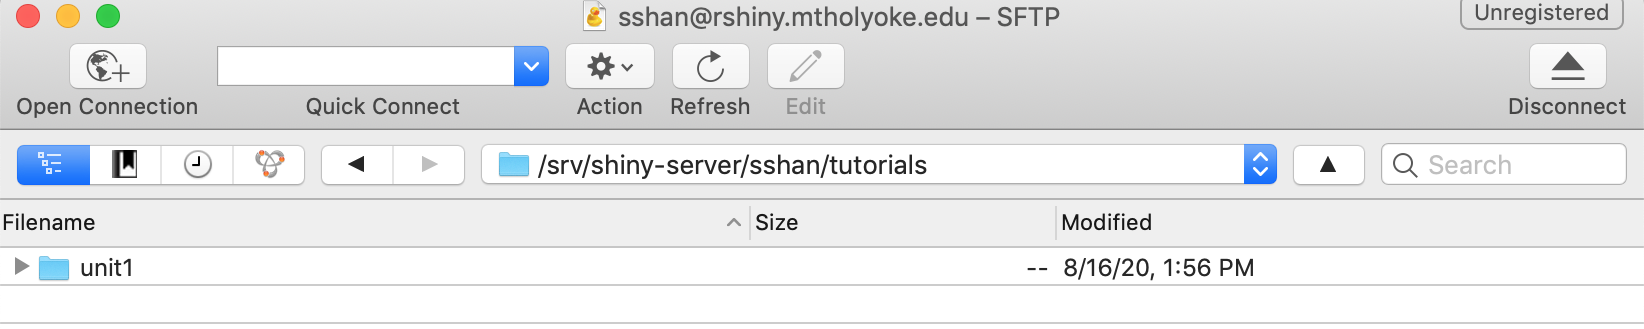 sshan@rshiny.mtholyoke.edu – SFTP
Unregistered
Open Connection
Quick Connect
Action
Refresh
Edit
Disconnect
/srv/shiny-server/sshan/tutorials
Search
Filename
Size
Modified
unit1
--
8/16/20, 1:56 PM